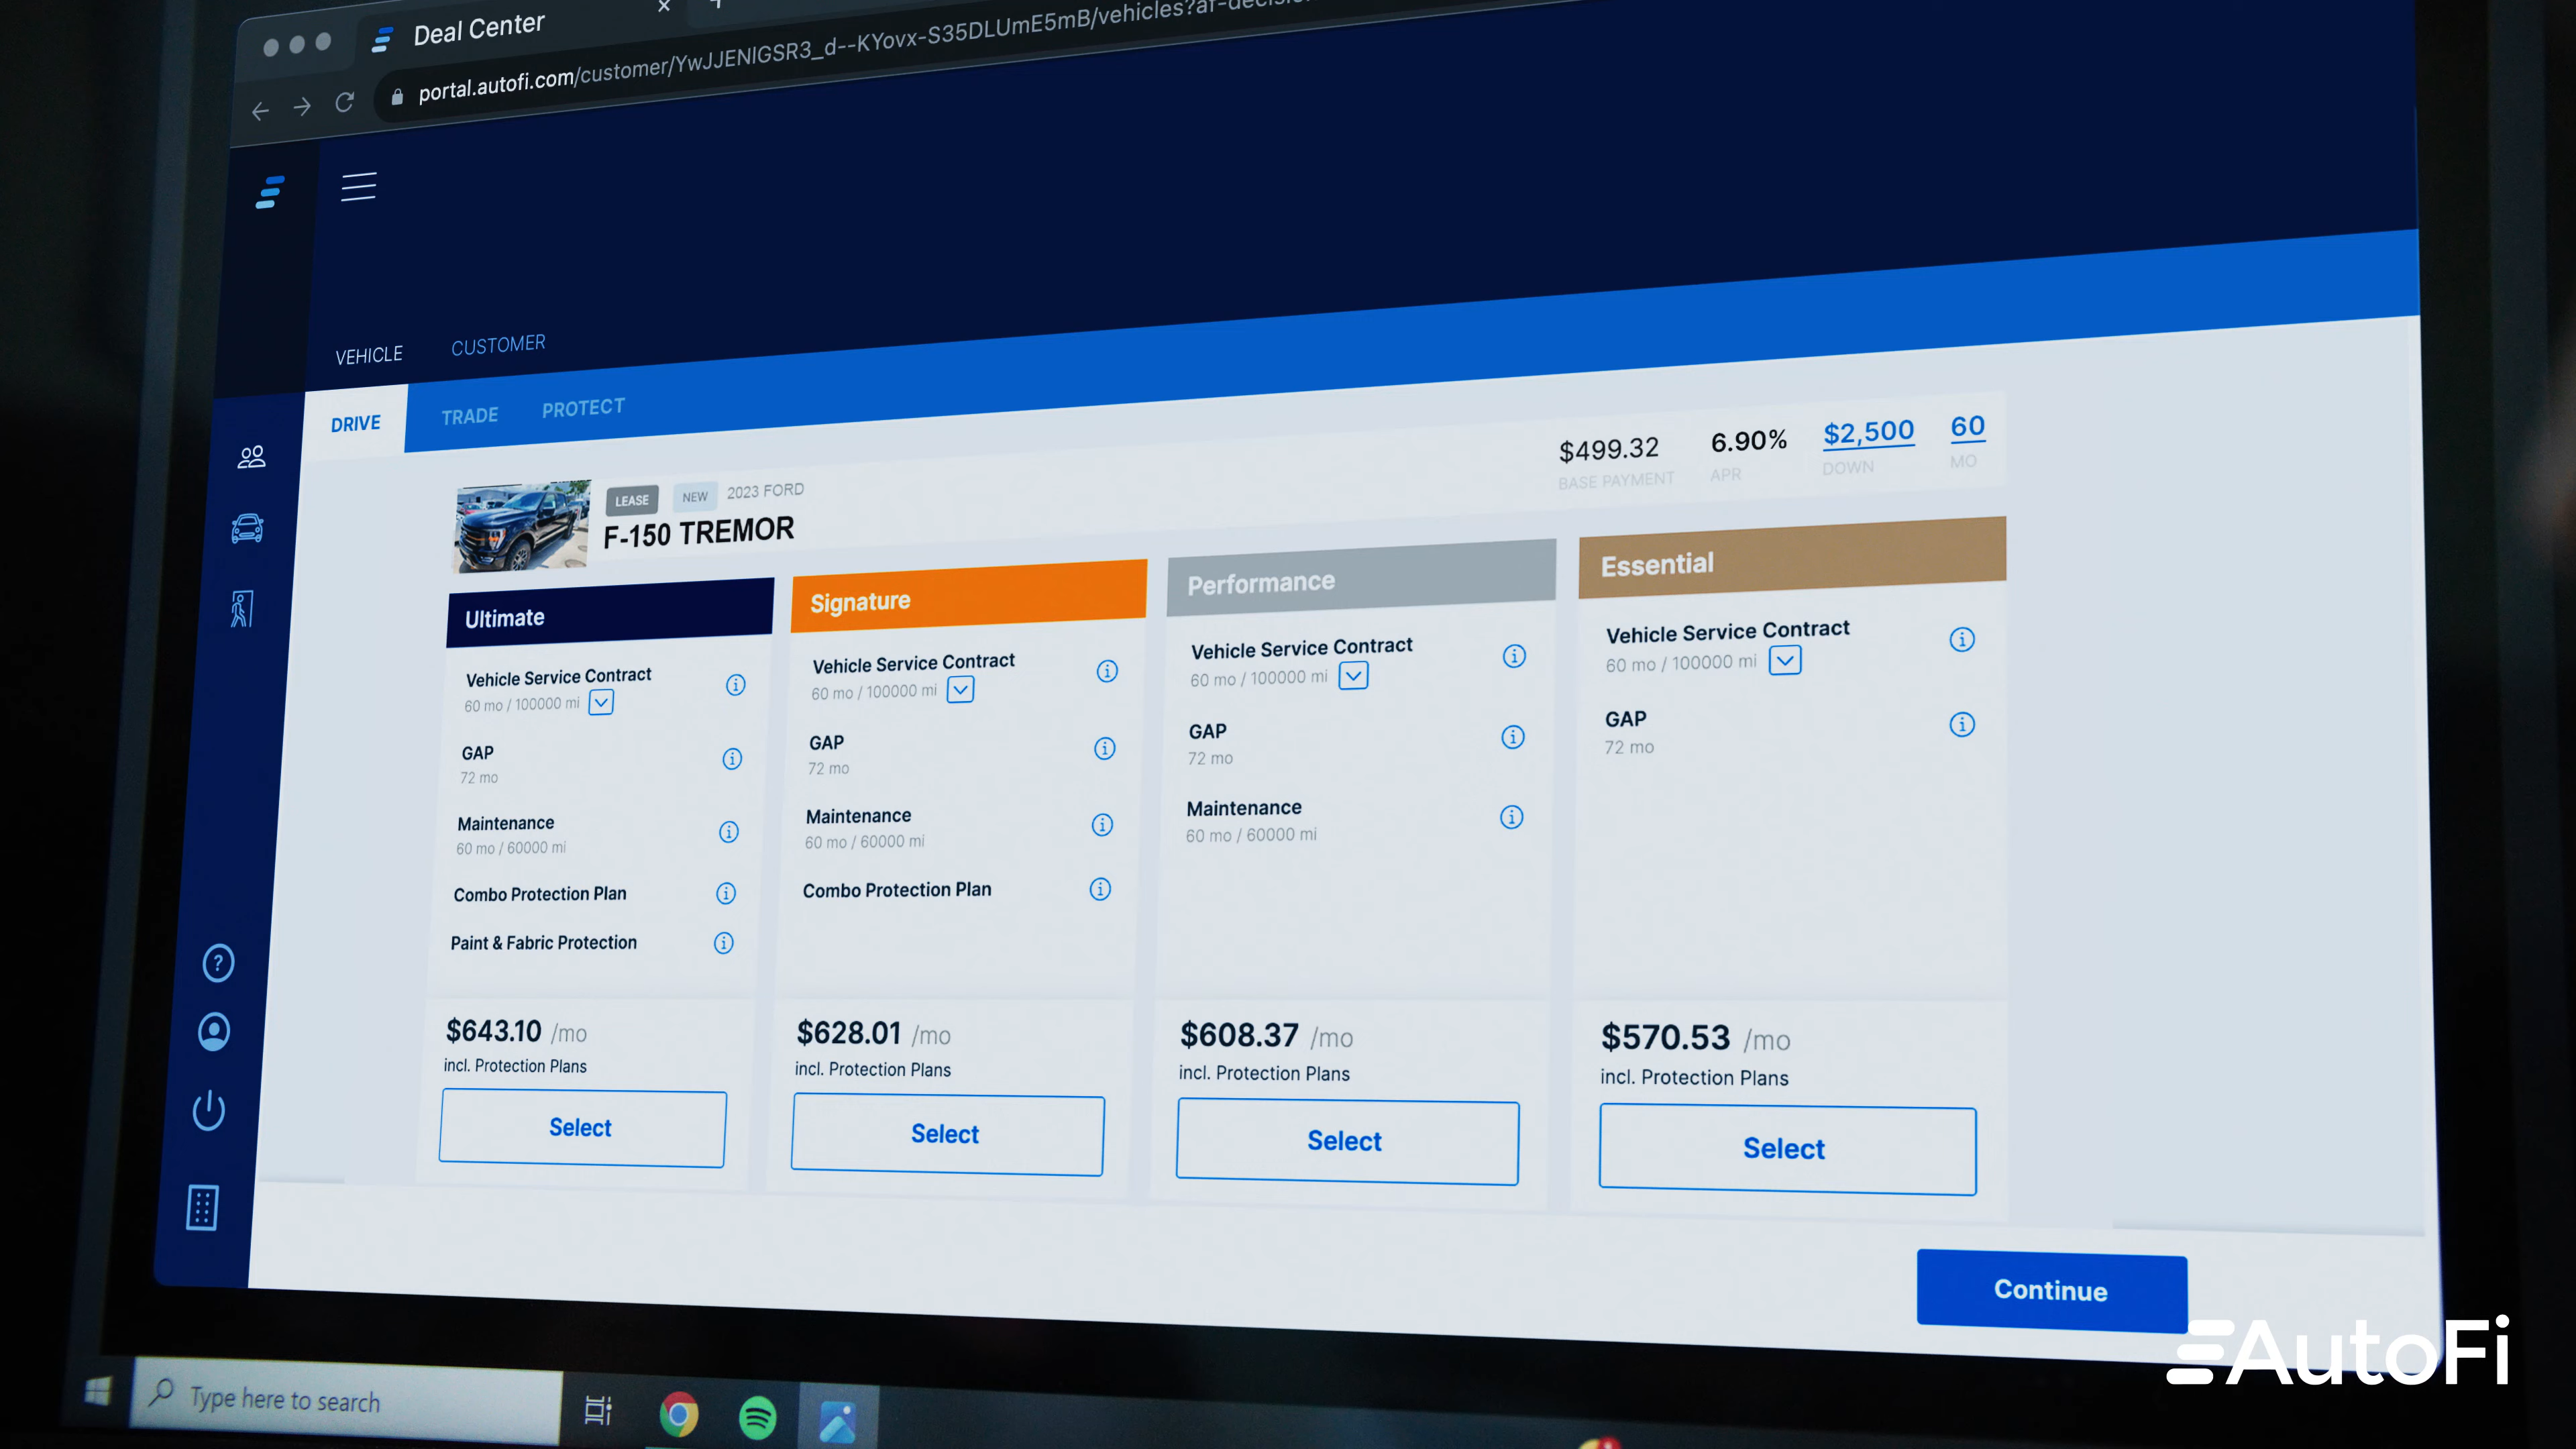 Deal Center
portal.autofi.com/customer/YwJJENlGSR3_d--KYovx-S35DLUmE5mB/vehicles?af-decisio
VEHICLE CUSTOMER
DRIVE TRADE PROTECT
LEASE NEW 2023 FORD
F-150 TREMOR
$499.32 6.90% $2,500 60
BASE PAYMENT APR DOWN MO
Ultimate
Vehicle Service Contract
60 mo / 100000 mi
GAP
72 mo
Maintenance
60 mo / 60000 mi
Combo Protection Plan
Paint & Fabric Protection
$643.10 /mo
incl. Protection Plans
Select
Signature
Vehicle Service Contract
60 mo / 100000 mi
GAP
72 mo
Maintenance
60 mo / 60000 mi
Combo Protection Plan
$628.01 /mo
incl. Protection Plans
Select
Performance
Vehicle Service Contract
60 mo / 100000 mi
GAP
72 mo
Maintenance
60 mo / 60000 mi
$608.37 /mo
incl. Protection Plans
Select
Essential
Vehicle Service Contract
60 mo / 100000 mi
GAP
72 mo
$570.53 /mo
incl. Protection Plans
Select
Continue
AutoFi
Type here to search